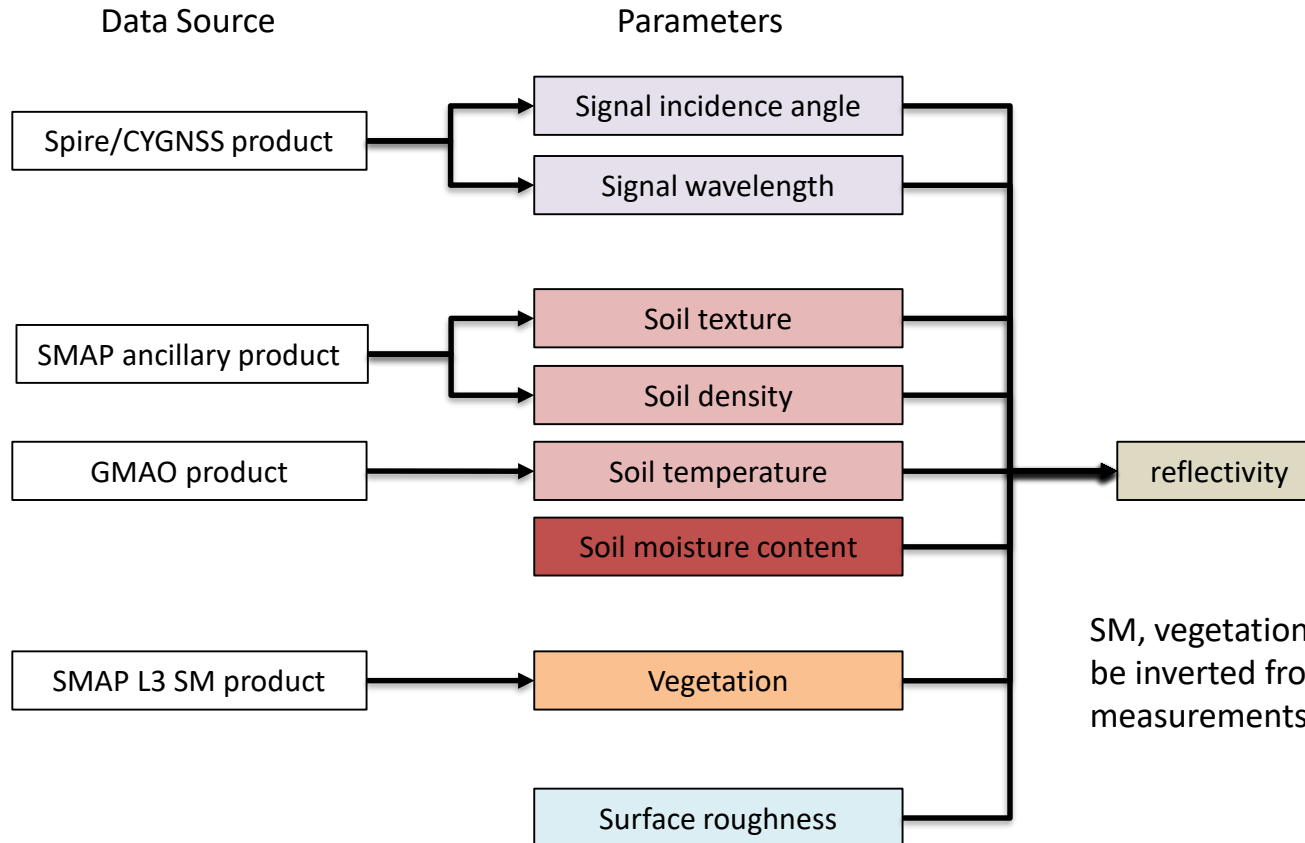 Data Source
Parameters
Spire/CYGNSS product
Signal incidence angle
Signal wavelength
SMAP ancillary product
Soil texture
Soil density
GMAO product
Soil temperature
reflectivity
Soil moisture content
SM, vegetation
be inverted fro
measurements
SMAP L3 SM product
Vegetation
Surface roughness